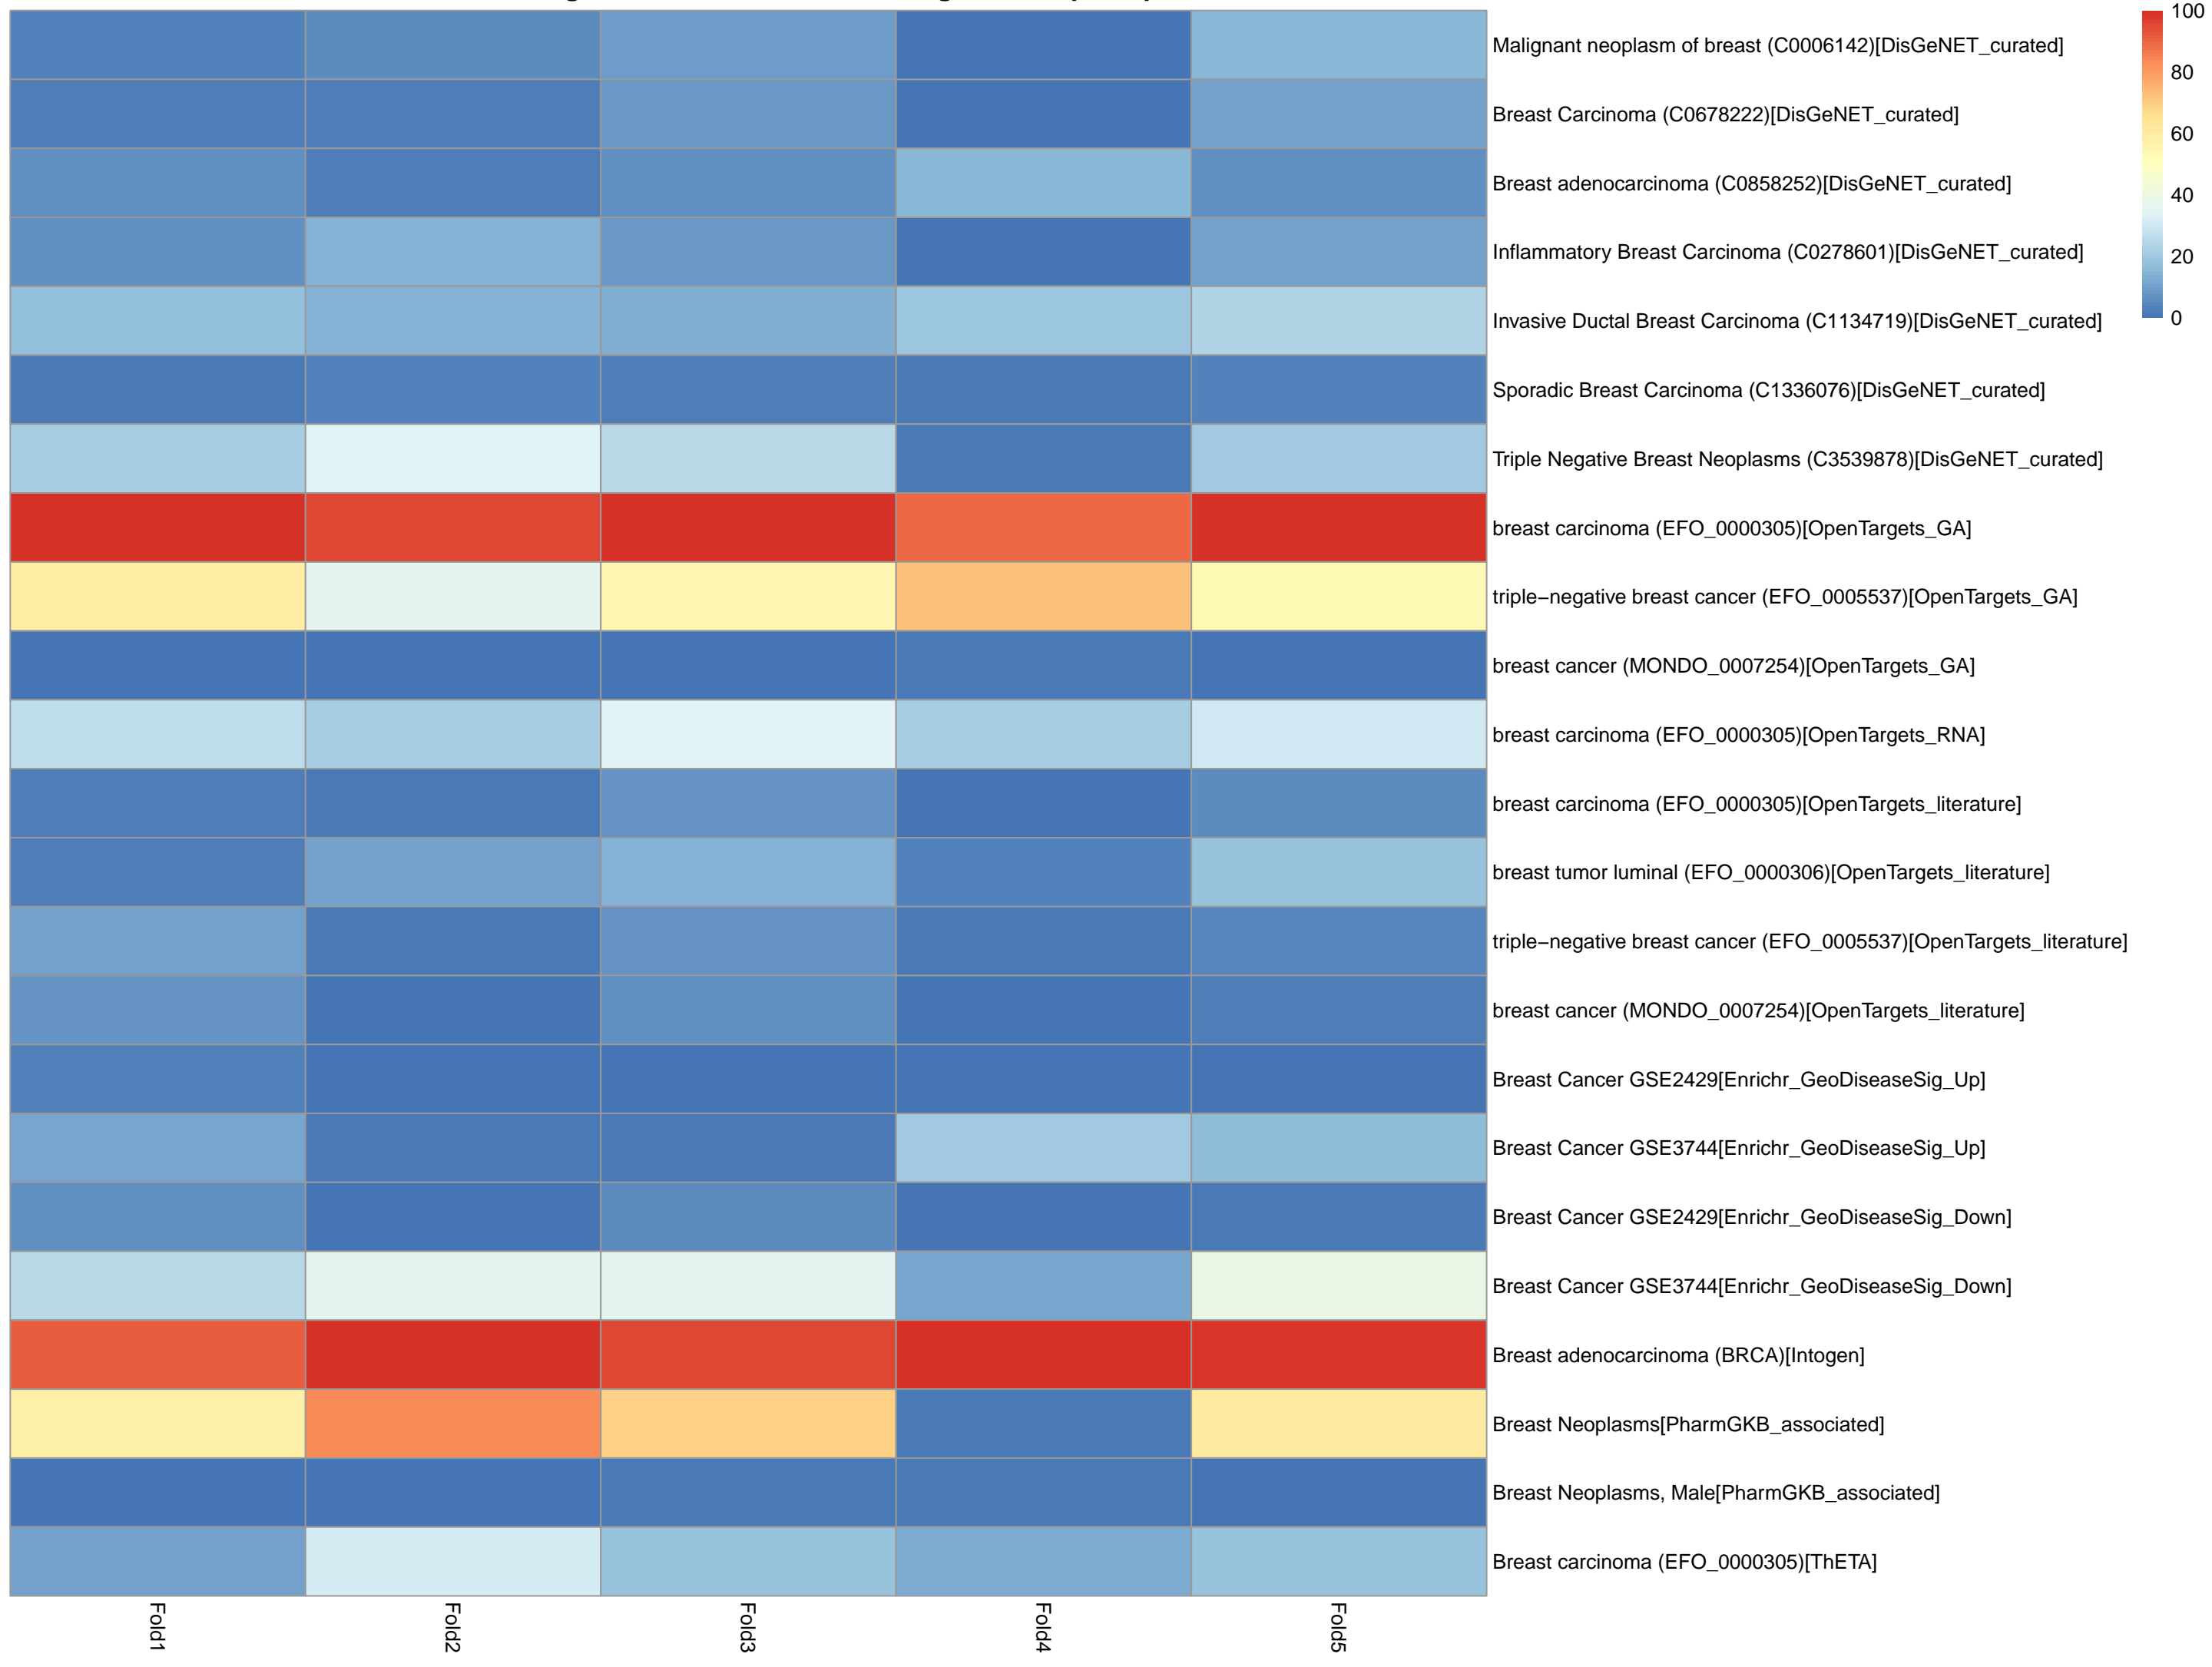 Malignant neoplasm of breast (C0006142)[DisGeNET_curated]
Breast Carcinoma (C0678222)[DisGeNET_curated]
Breast adenocarcinoma (C0858252)[DisGeNET_curated]
Inflammatory Breast Carcinoma (C0278601)[DisGeNET_curated]
Invasive Ductal Breast Carcinoma (C1134719)[DisGeNET_curated]
Sporadic Breast Carcinoma (C1336076)[DisGeNET_curated]
Triple Negative Breast Neoplasms (C3539878)[DisGeNET_curated]
breast carcinoma (EFO_0000305)[OpenTargets_GA]
triple−negative breast cancer (EFO_0005537)[OpenTargets_GA]
breast cancer (MONDO_0007254)[OpenTargets_GA]
breast carcinoma (EFO_0000305)[OpenTargets_RNA]
breast carcinoma (EFO_0000305)[OpenTargets_literature]
breast tumor luminal (EFO_0000306)[OpenTargets_literature]
triple−negative breast cancer (EFO_0005537)[OpenTargets_literature]
breast cancer (MONDO_0007254)[OpenTargets_literature]
Breast Cancer GSE2429[Enrichr_GeoDiseaseSig_Up]
Breast Cancer GSE3744[Enrichr_GeoDiseaseSig_Up]
Breast Cancer GSE2429[Enrichr_GeoDiseaseSig_Down]
Breast Cancer GSE3744[Enrichr_GeoDiseaseSig_Down]
Breast adenocarcinoma (BRCA)[Intogen]
Breast Neoplasms[PharmGKB_associated]
Breast Neoplasms, Male[PharmGKB_associated]
Breast carcinoma (EFO_0000305)[ThETA]
Fold1
Fold2
Fold3
Fold4
Fold5
100
80
60
40
20
0